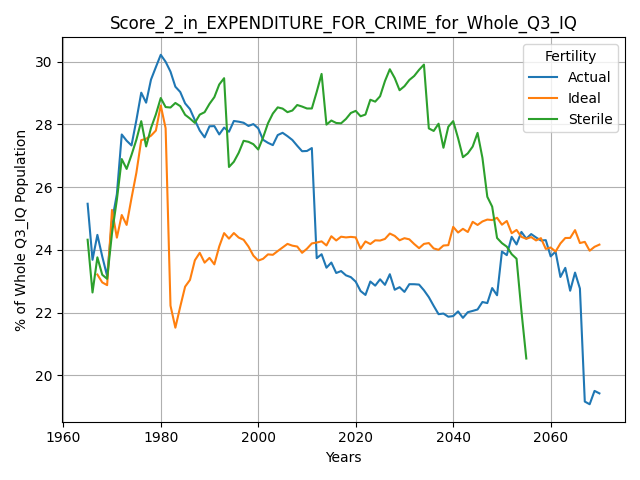 Score_2_in_EXPENDITURE_FOR_CRIME_for_Whole_Q3_IQ
% of Whole Q3_IQ Population
30
28
26
24
22
20
Fertility
Actual
Ideal
Sterile
1960 1980 2000 2020 2040 2060
Years